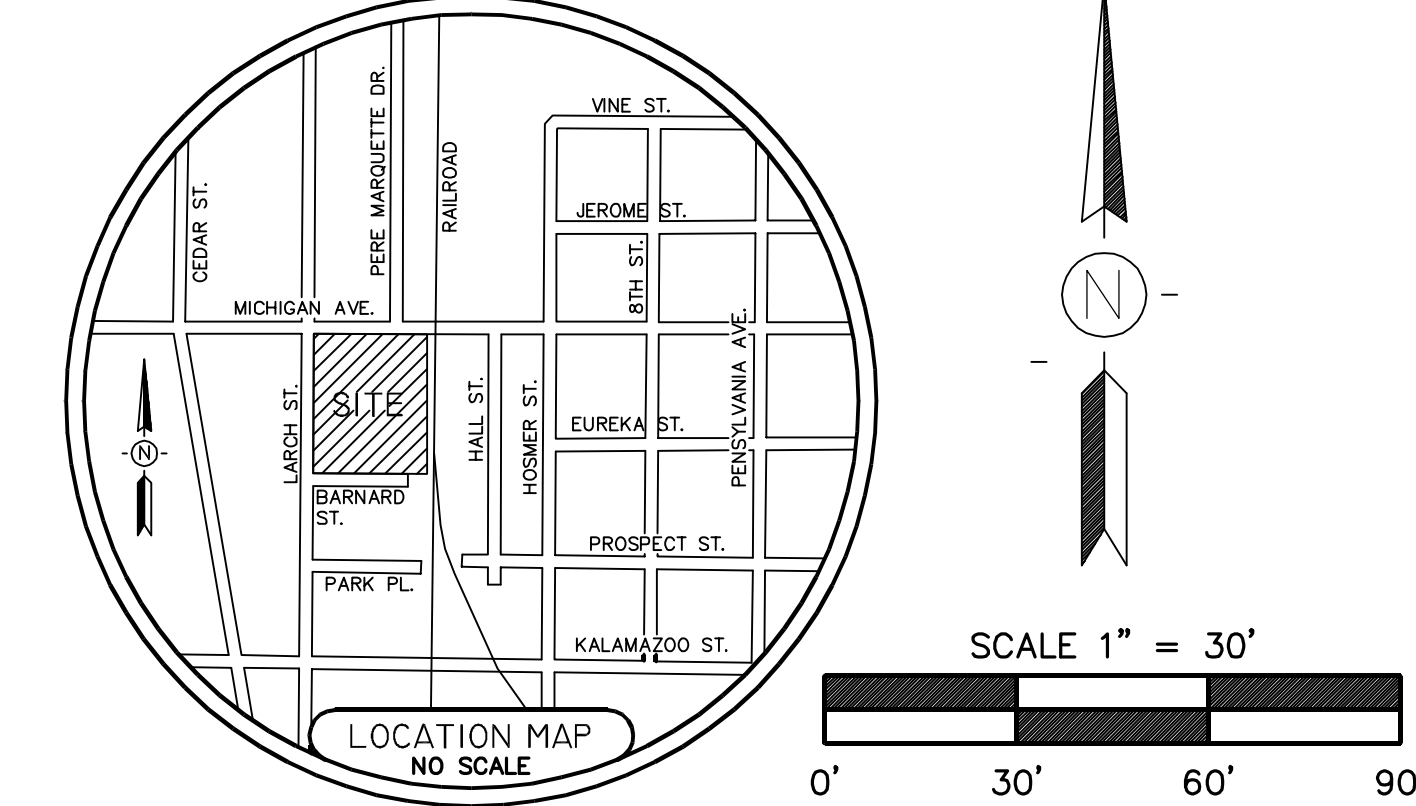 VINE ST.
PERE MARQUETTE DR.
RAILROAD
CEDAR ST.
JEROME ST.
8TH ST.
MICHIGAN AVE.
PENSYLVANIA AVE.
SITE
LARCH ST.
HALL ST.
HOSMER ST.
EUREKA ST.
N
BARNARD
ST.
PROSPECT ST.
PARK PL.
KALAMAZOO ST.
LOCATION MAP
NO SCALE
N
SCALE 1" = 30'
0' 30' 60' 90